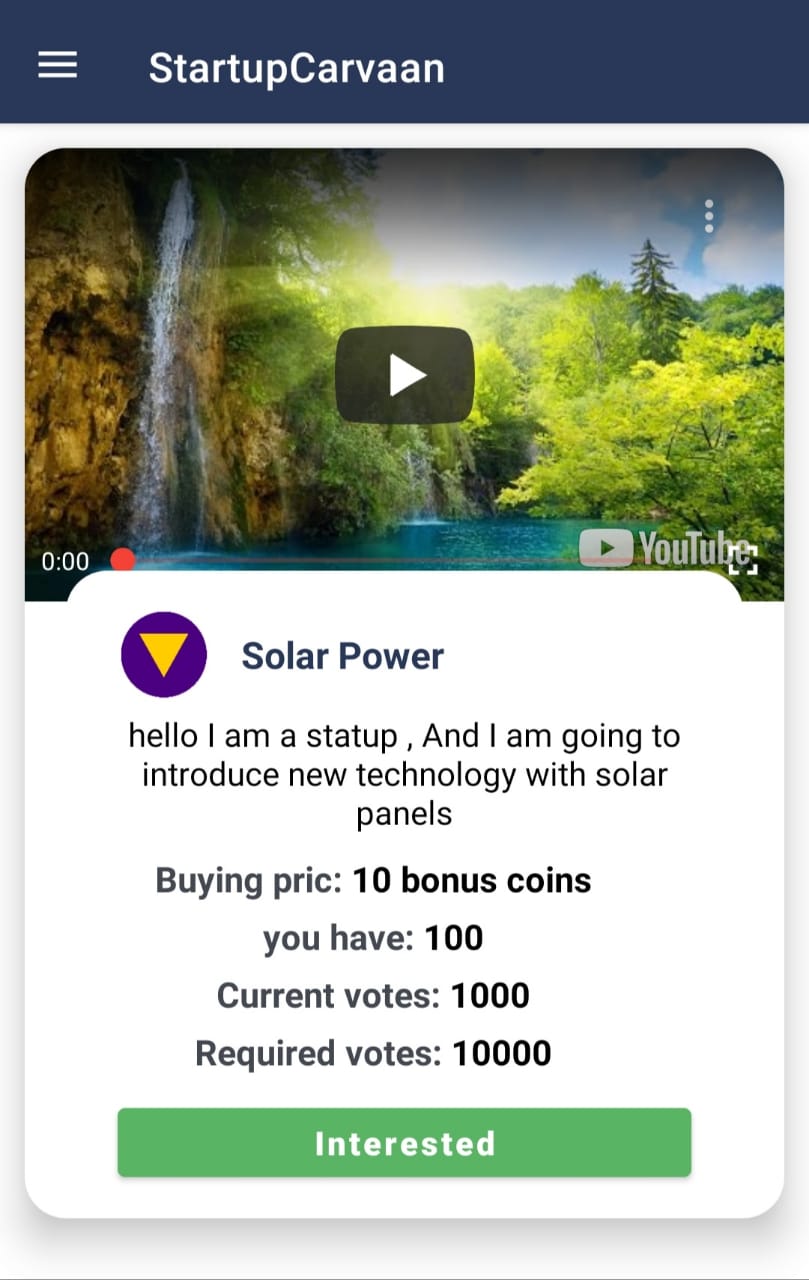 StartupCarvaan
0:00
YouTube
Solar Power
hello I am a statup , And I am going to
introduce new technology with solar
panels
Buying pric: 10 bonus coins
you have: 100
Current votes: 1000
Required votes: 10000
Interested